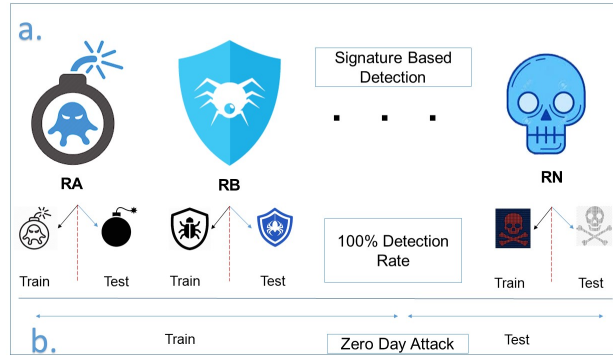 a.
Signature Based
Detection
RA
RB
RN
100% Detection
Rate
Train
Test
Train
Test
Train
Test
b.
Train
Zero Day Attack
Test